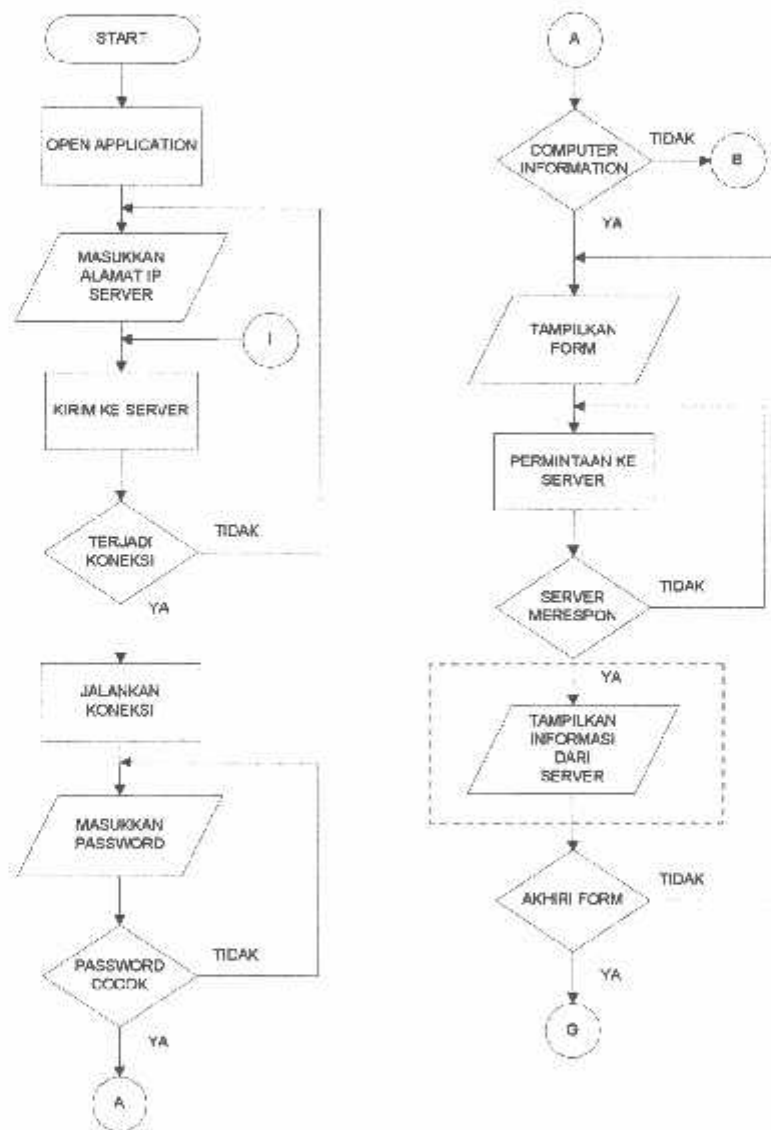 START
OPEN APPLICATION
MASUKKAN
ALAMAT IP
SERVER
I
KIRIM KE SERVER
TERJADI
KONEKSI
TIDAK
YA
JALANKAN
KONEKSI
MASUKKAN
PASSWORD
PASSWORD
COCOK
TIDAK
YA
A
A
COMPUTER
INFORMATION
TIDAK
B
YA
TAMPILKAN
FORM
PERMINTAAN KE
SERVER
SERVER
MERESPON
TIDAK
YA
TAMPILKAN
INFORMASI
DARI
SERVER
AKHIRI FORM
TIDAK
YA
G